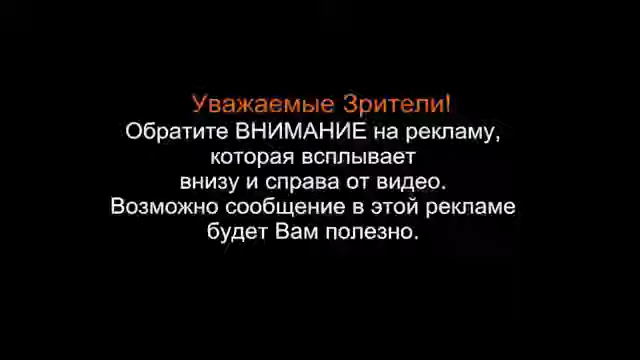 Уважаемые Зрители!
Обратите ВНИМАНИЕ на рекламу,
которая всплывает
внизу и справа от видео.
Возможно сообщение в этой рекламе
будет Вам полезно.